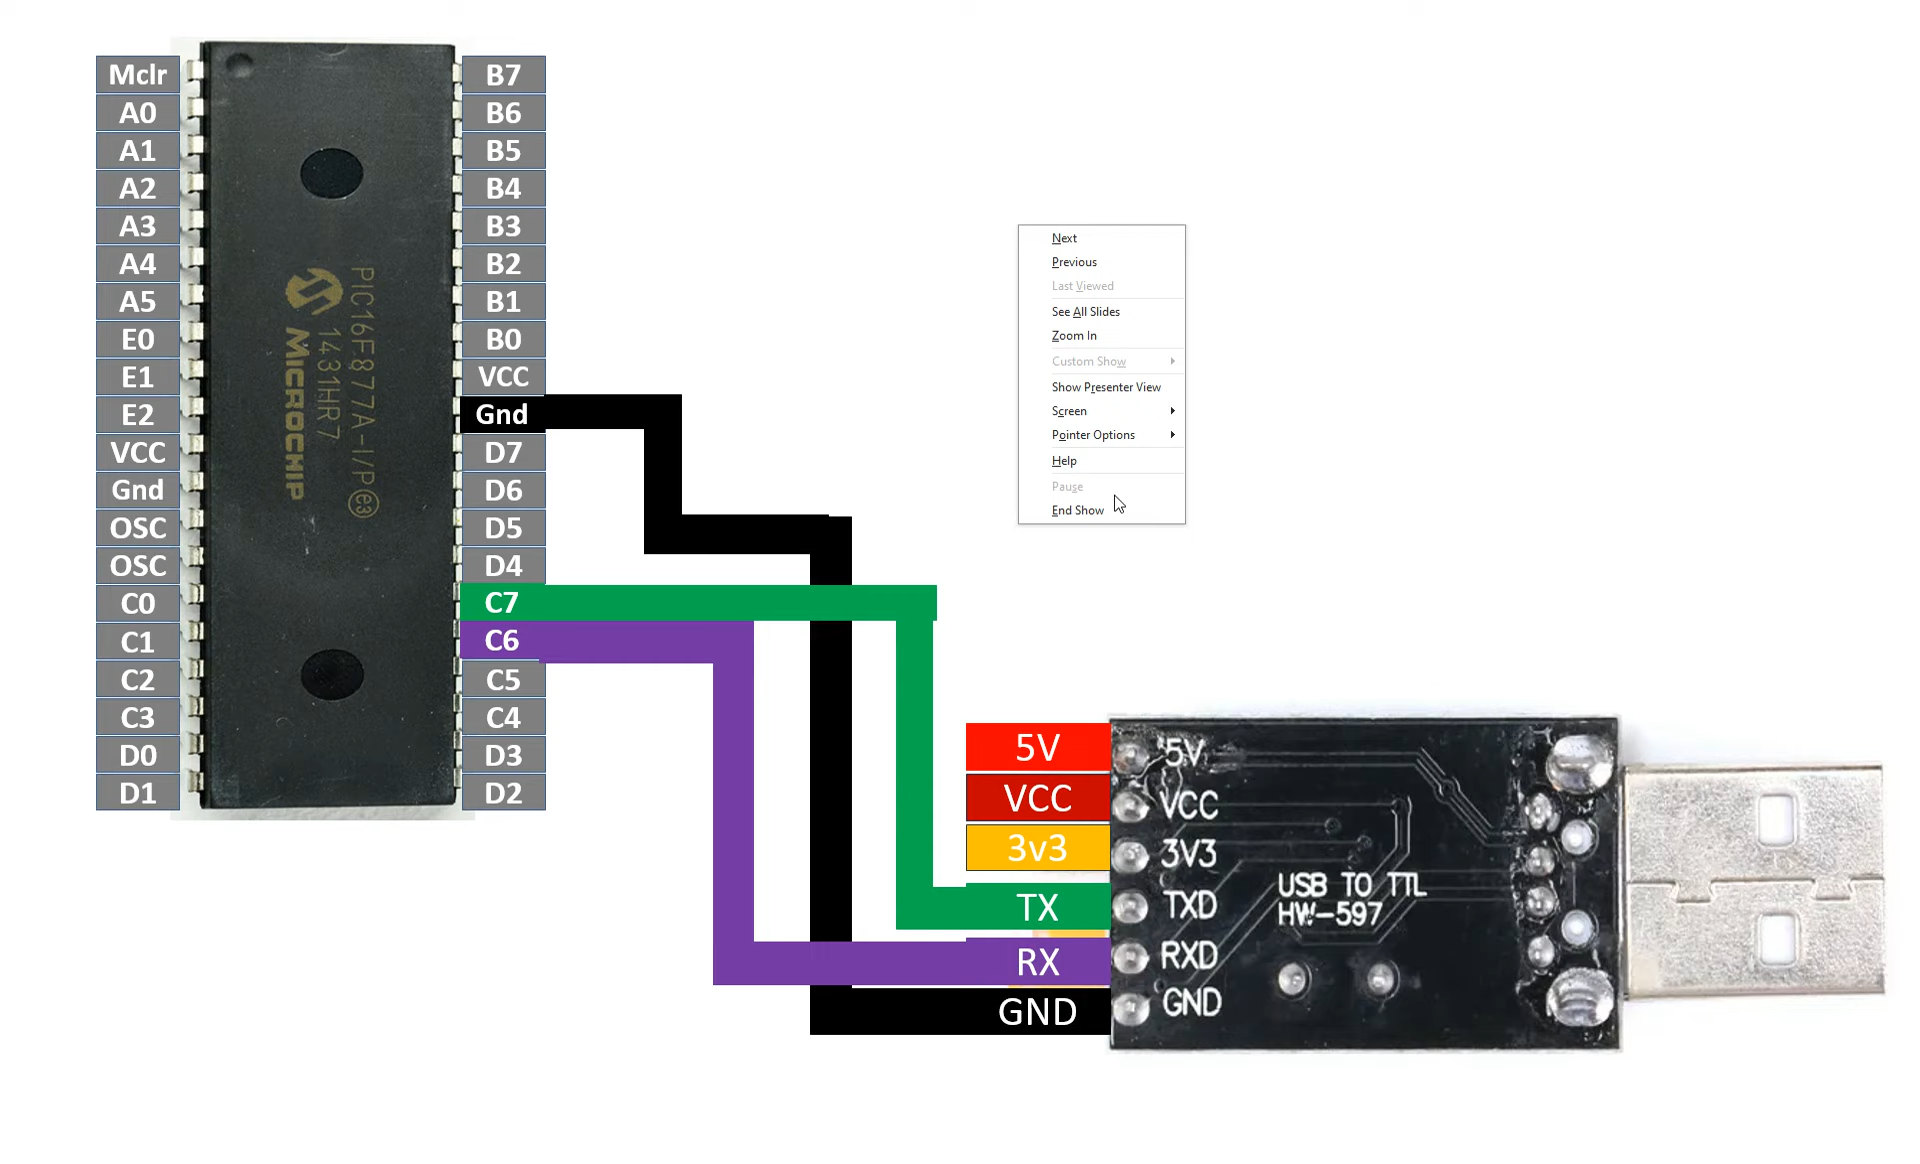 Mclr
A0
A1
A2
A3
A4
A5
E0
E1
E2
VCC
Gnd
OSC
OSC
C0
C1
C2
C3
D0
D1
PIC16F877A-I/P e3
1431HR7
MICROCHIP
B7
B6
B5
B4
B3
B2
B1
B0
VCC
Gnd
D7
D6
D5
D4
C7
C6
C5
C4
D3
D2
Next
Previous
Last Viewed
See All Slides
Zoom In
Custom Show
Show Presenter View
Screen
Pointer Options
Help
Pause
End Show
5V
VCC
3v3
TX
RX
GND
5V
VCC
3V3
TXD
RXD
GND
USB TO TTL
HW-597